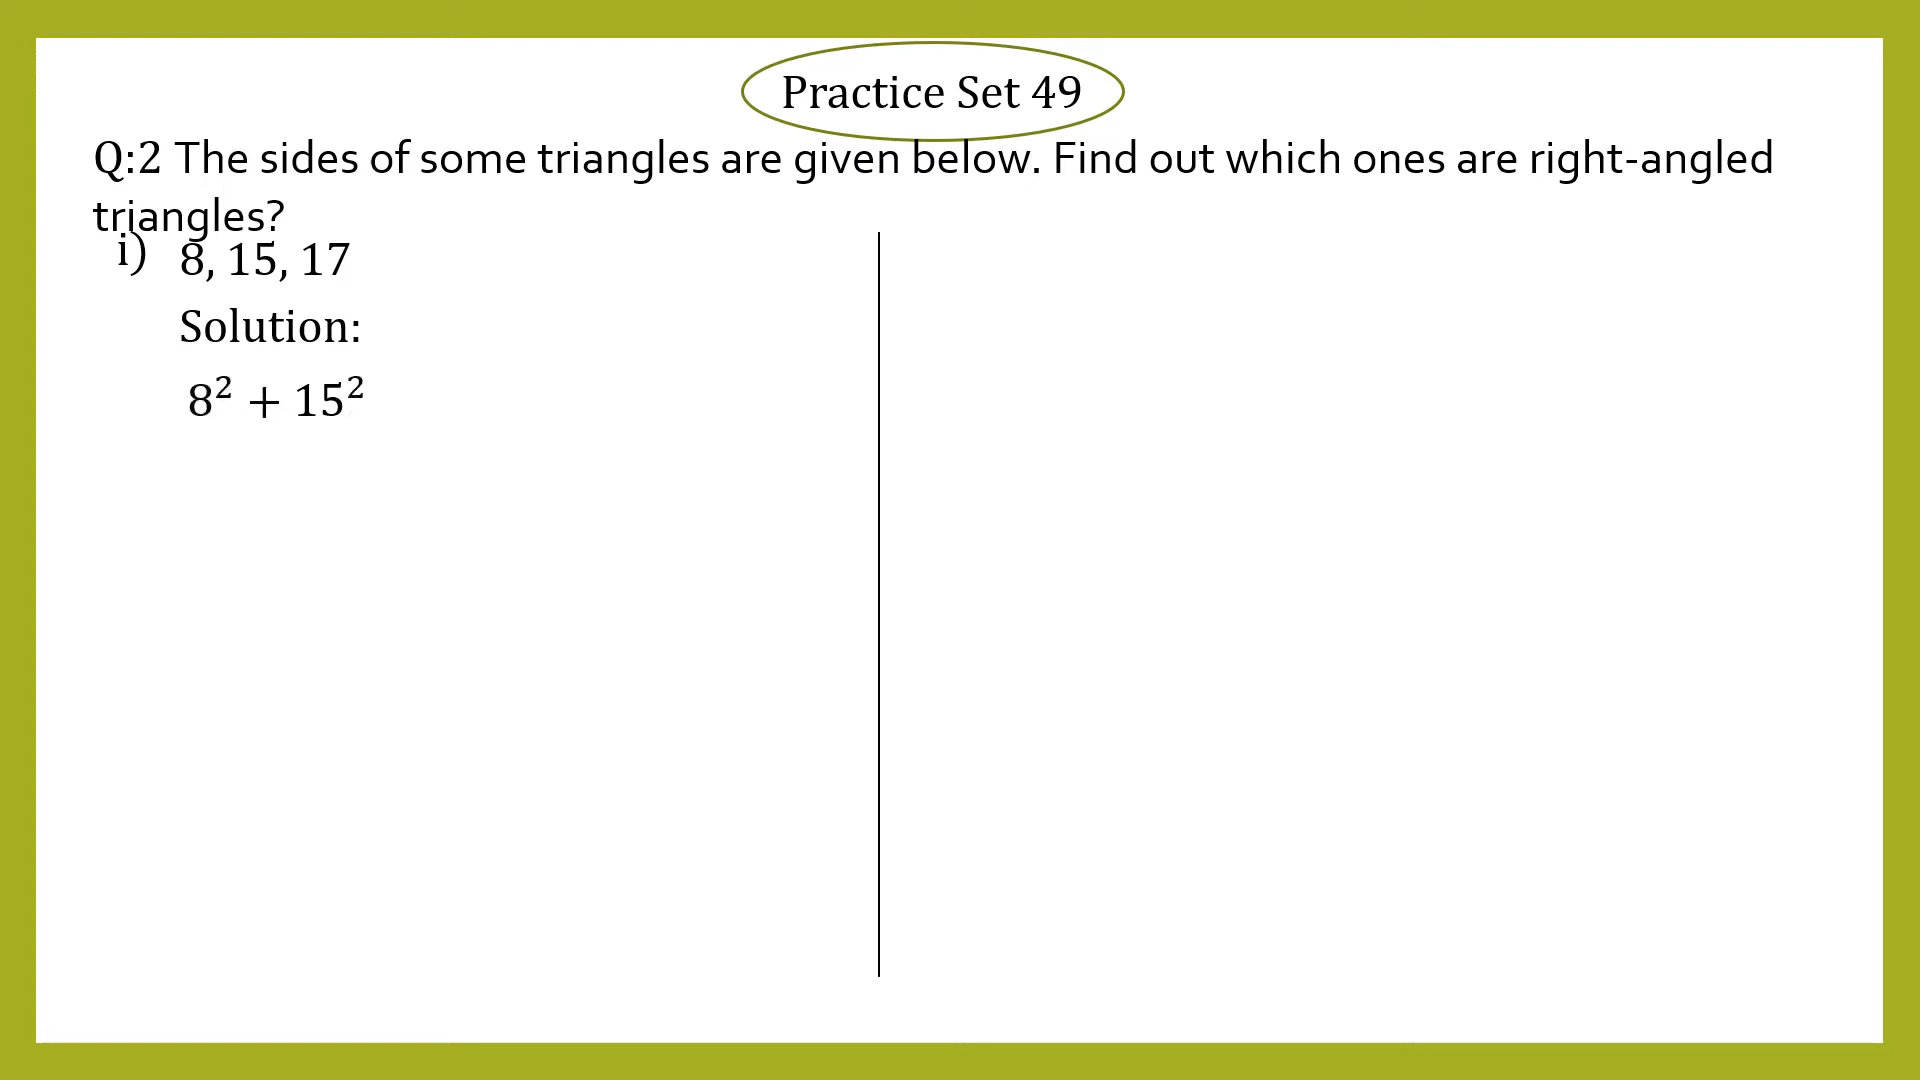 Practice Set 49
Q:2 The sides of some triangles are given below. Find out which ones are right-angled
triangles?
i) 8, 15, 17
Solution:
8² + 15²